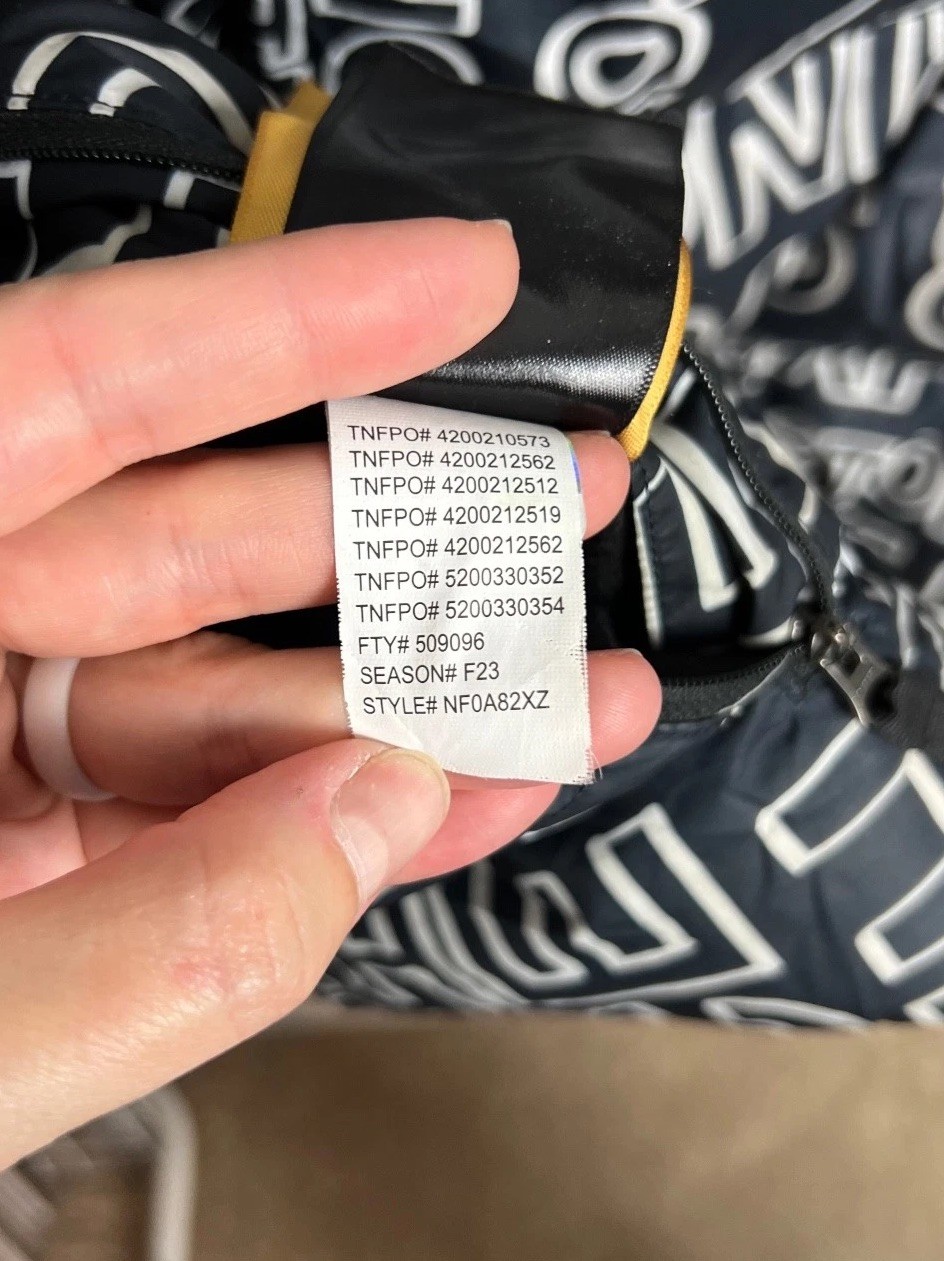 TNFPO# 4200210573
TNFPO# 4200212562
TNFPO# 4200212512
TNFPO# 4200212519
TNFPO# 4200212562
TNFPO# 5200330352
TNFPO# 5200330354
FTY# 509096
SEASON# F23
STYLE# NF0A82XZ